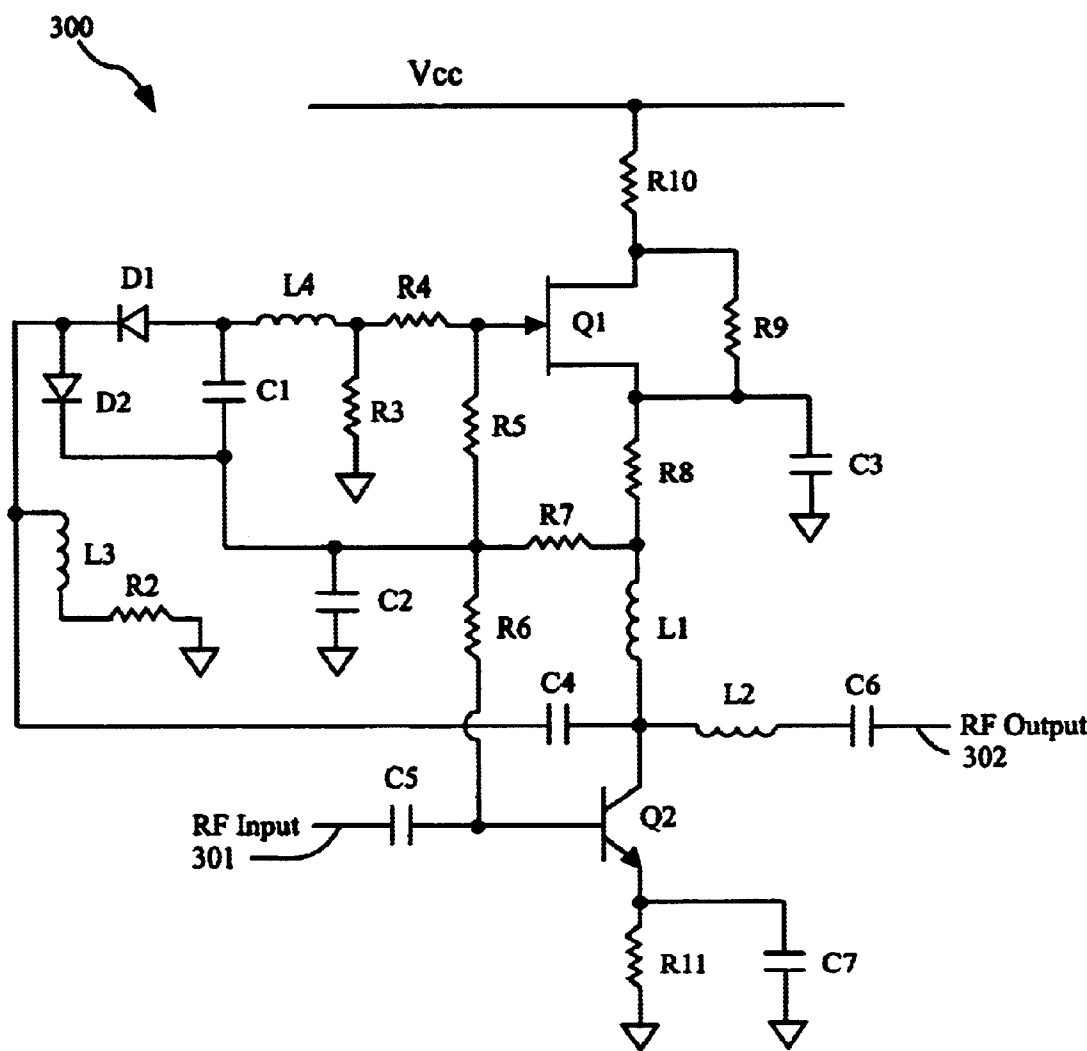 300
Vcc
R10
D1
L4
R4
Q1
R9
D2
C1
R3
R5
R8
C3
R7
L3
R2
C2
R6
L1
C4
L2
C6
RF Output
302
C5
RF Input
301
Q2
R11
C7